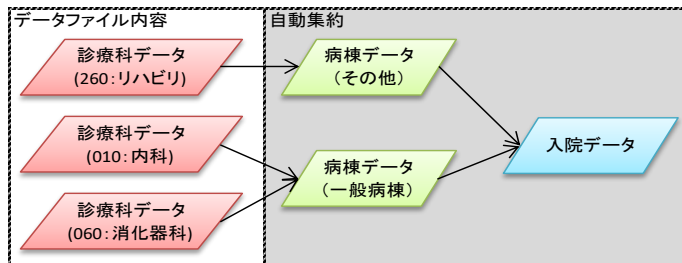 データファイル内容
自動集約
診療科データ
(260:リハビリ)
病棟データ
(その他)
診療科データ
(010:内科)
入院データ
病棟データ
(一般病棟)
診療科データ
(060:消化器科)